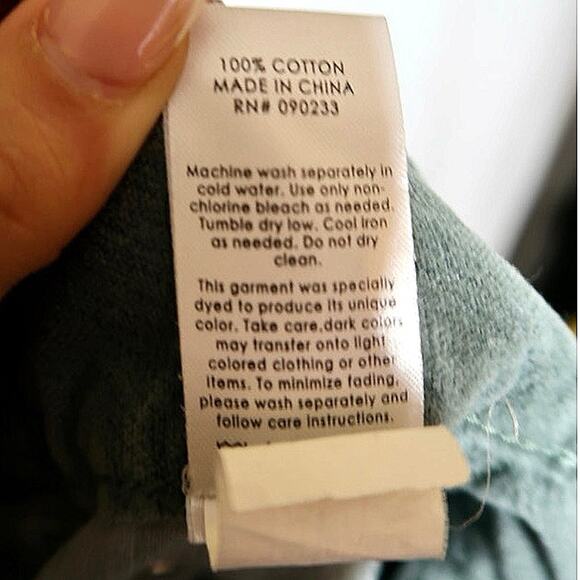 100% COTTON
MADE IN CHINA
RN# 090233
Machine wash separately in
cold water. Use only non-
chlorine bleach as needed.
Tumble dry low. Cool iron
as needed. Do not dry
clean.
This garment was specially
dyed to produce its unique
color. Take care,dark colors
may transfer onto light
colored clothing or other
items. To minimize fading,
please wash separately and
follow care instructions.